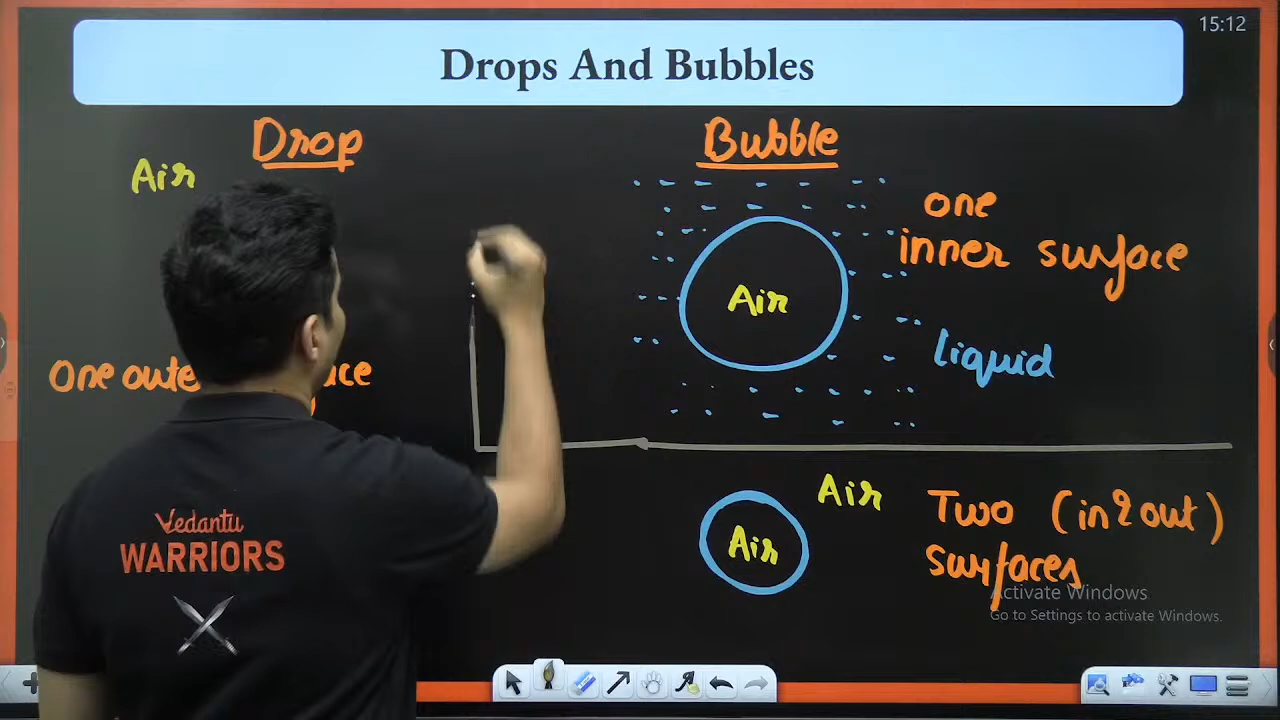 15:12
Drops And Bubbles
Drop
Air
One oute ace
Bubble
Air
one
inner surface
liquid
Air
Air
Two (in & out)
surfaces
Activate Windows
Go to Settings to activate Windows.
Vedantu
WARRIORS